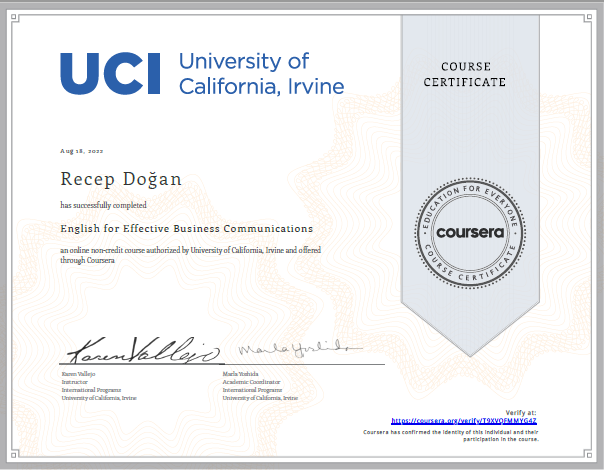 UCI University of
California, Irvine
COURSE
CERTIFICATE
Aug 18, 2022
Recep Doğan
has successfully completed
English for Effective Business Communications
an online non-credit course authorized by University of California, Irvine and offered
through Coursera
EDUCATION FOR EVERYONE
coursera
COURSE CERTIFICATE
Karen Vallejo
Marla Yoshida
Karen Vallejo
Instructor
International Programs
University of California, Irvine
Marla Yoshida
Academic Coordinator
International Programs
University of California, Irvine
Verify at:
https://coursera.org/verify/T9XVQFMMYG4Z
Coursera has confirmed the identity of this individual and their
participation in the course.